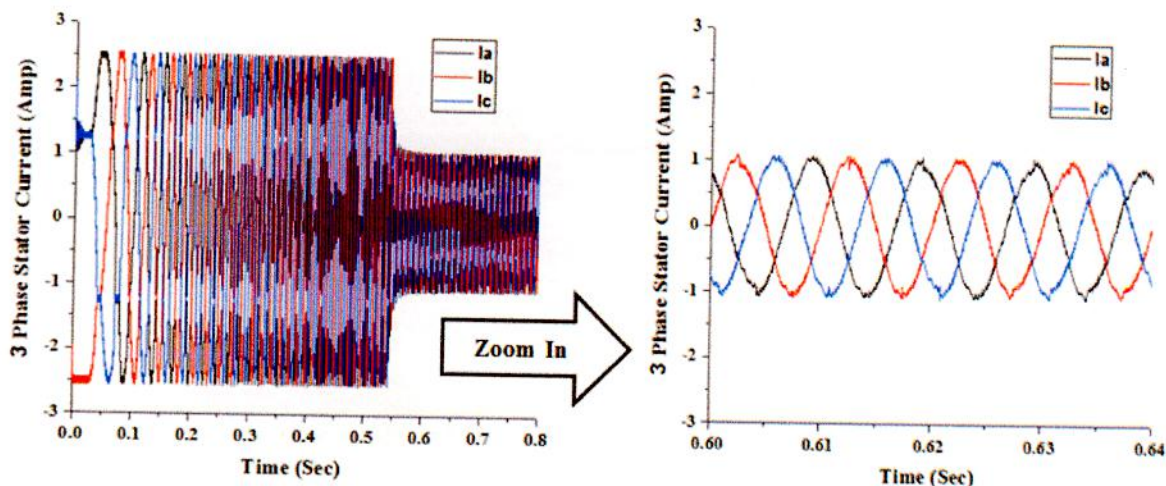 3 Phase Stator Current (Amp)
3
2
1
0
-1
-2
-3
0.0 0.1 0.2 0.3 0.4 0.5 0.6 0.7 0.8
Time (Sec)
Ia
Ib
Ic
Zoom In
3 Phase Stator Current (Amp)
3
2
1
0
-1
-2
-3
0.60 0.61 0.62 0.63 0.64
Time (Sec)
Ia
Ib
Ic